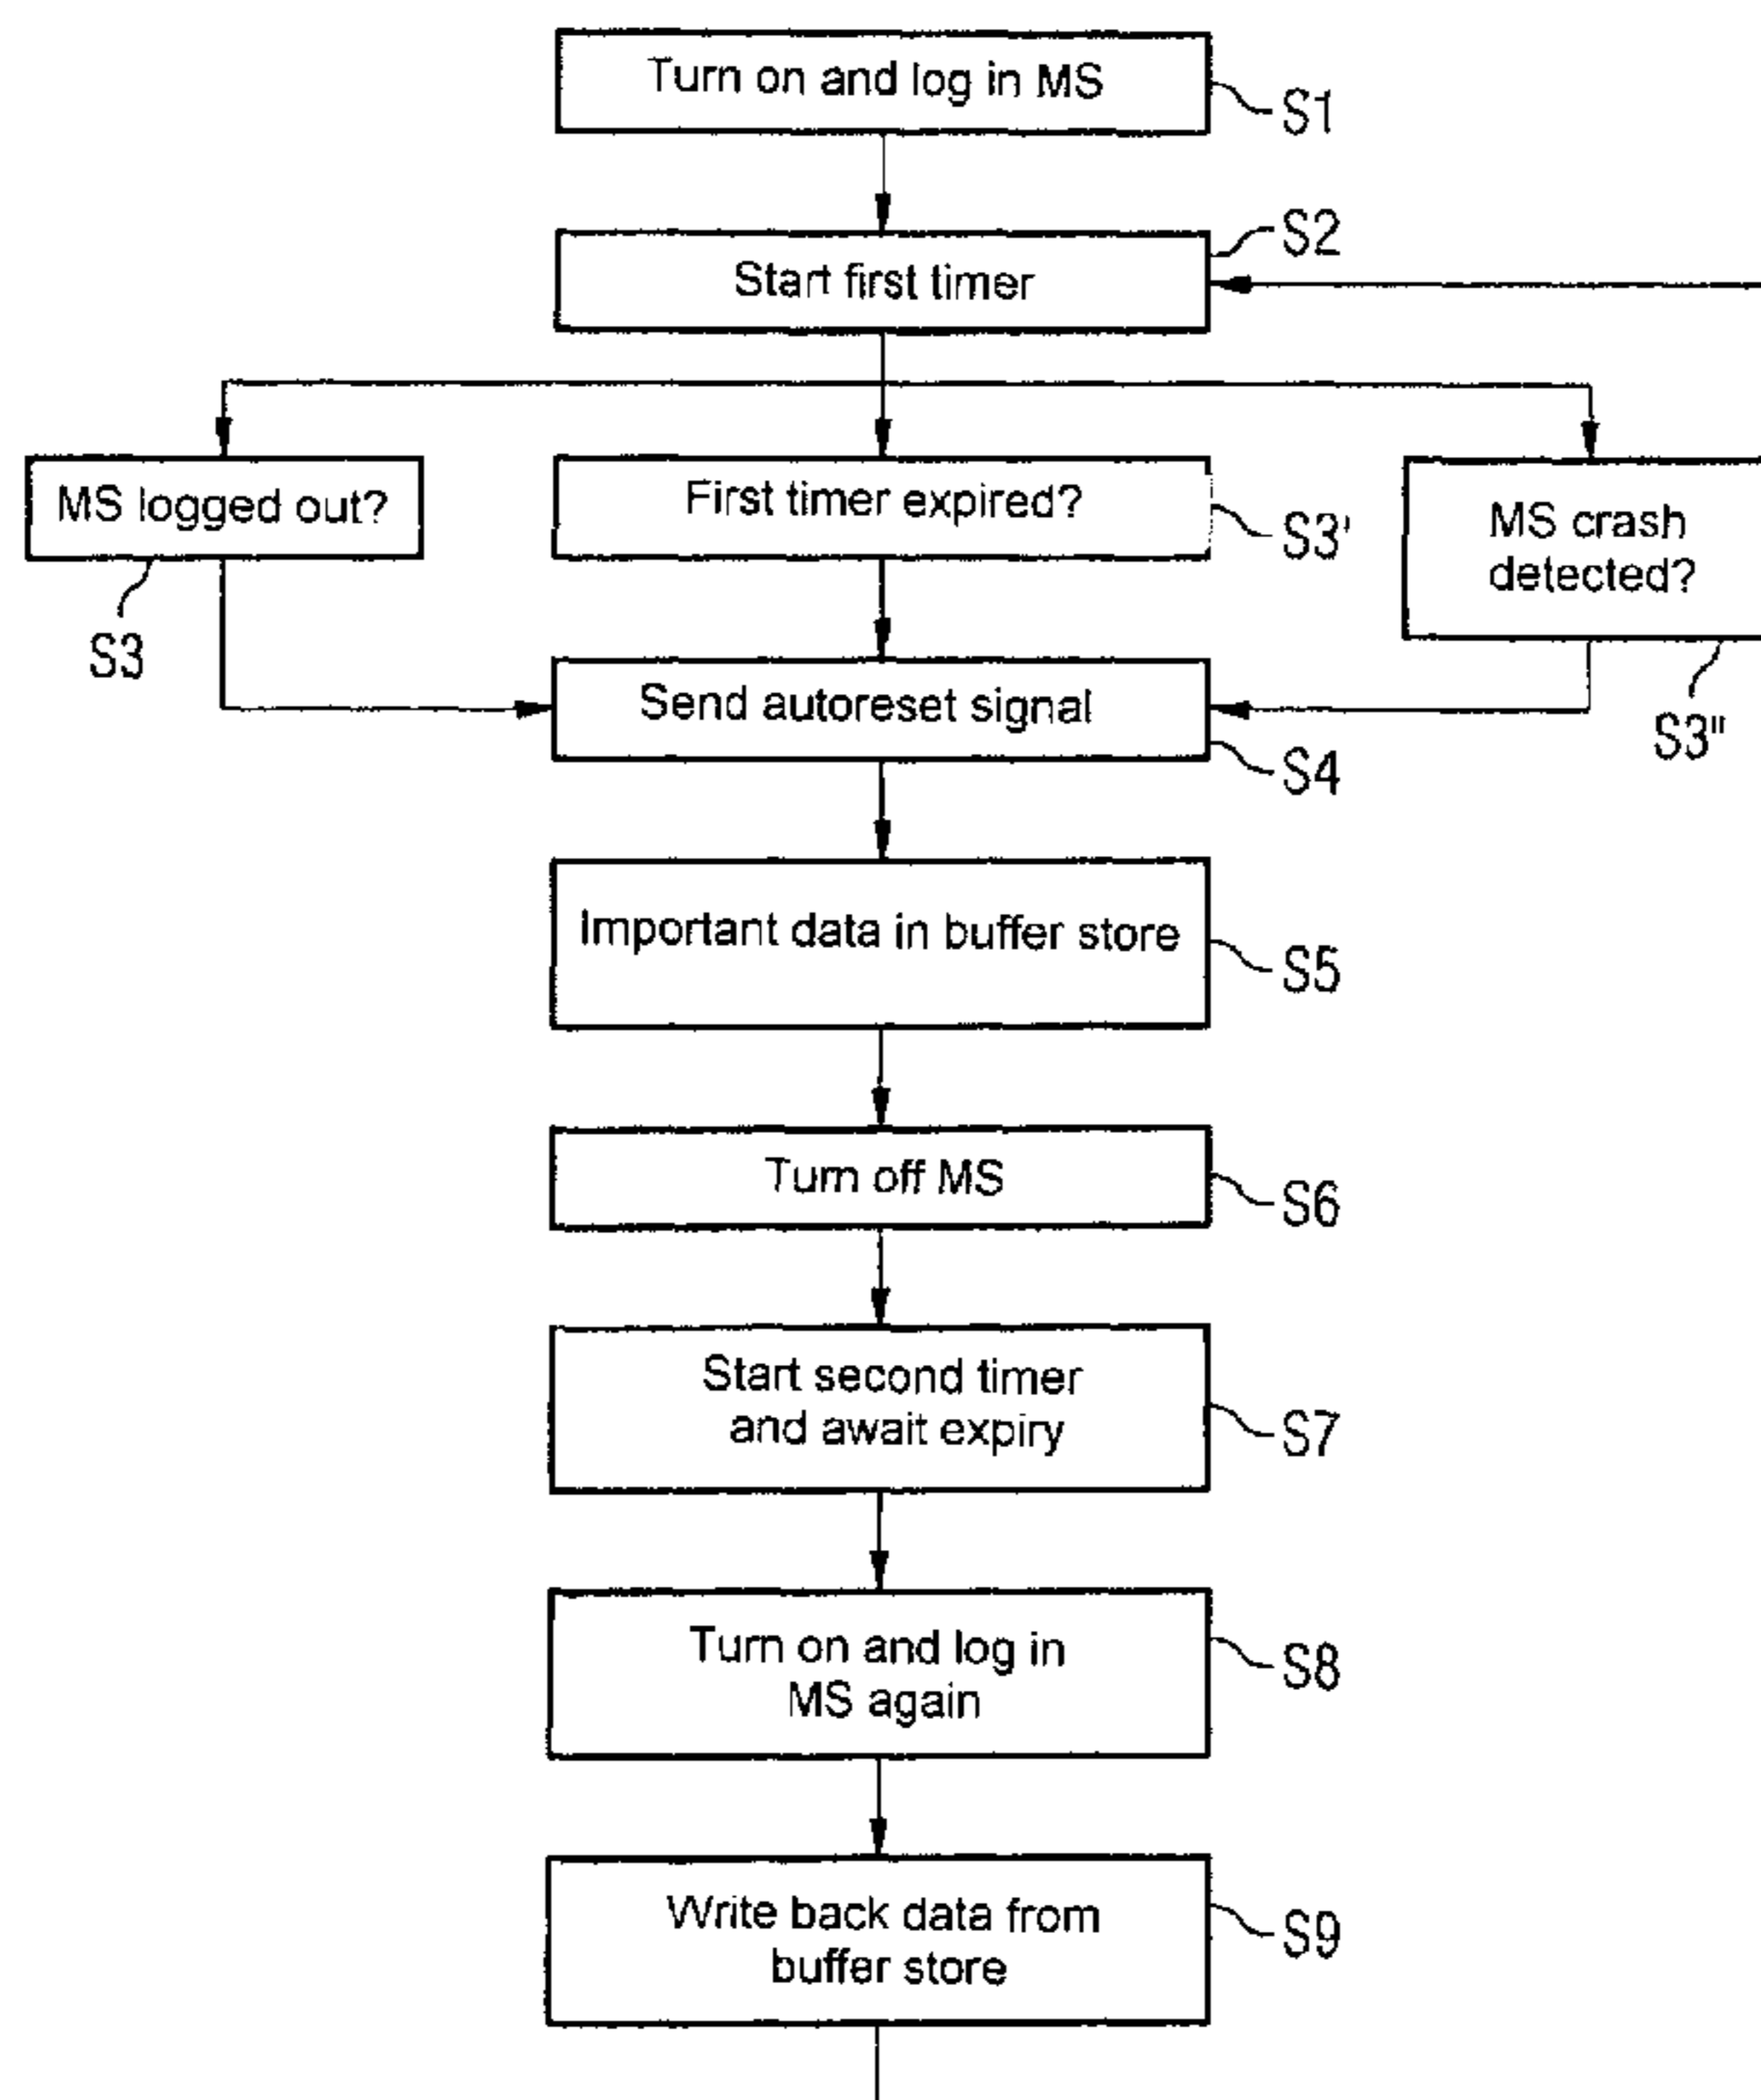 Turn on and log in MS
S1
S2
Start first timer
MS logged out?
First timer expired?
MS crash
detected?
S3'
S3
Send autoreset signal
S3"
S4
Important data in buffer store
S5
Turn off MS
S6
Start second timer
and await expiry
S7
Turn on and log in
MS again
S8
Write back data from
buffer store
S9